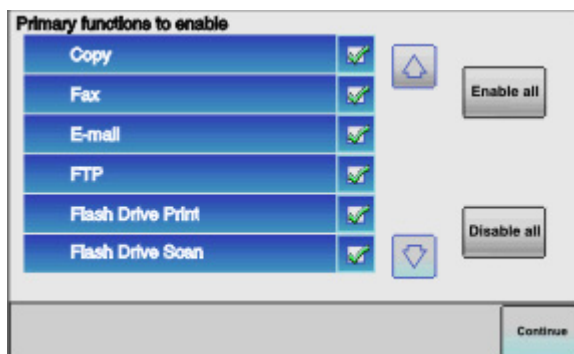 Primary functions to enable
Copy
Fax
E-mail
FTP
Flash Drive Print
Flash Drive Scan
Enable all
Disable all
Continue